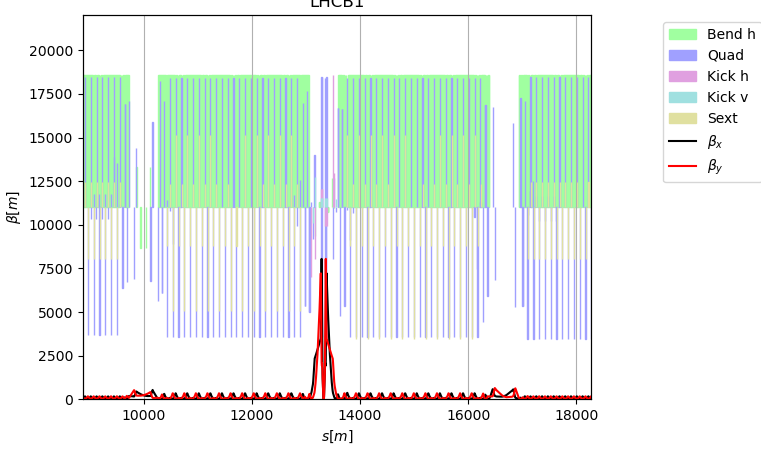 LHCB1
20000
17500
15000
12500
10000
7500
5000
2500
0
β[m]
10000
12000
14000
16000
18000
s[m]
Bend h
Quad
Kick h
Kick v
Sext
βx
βy